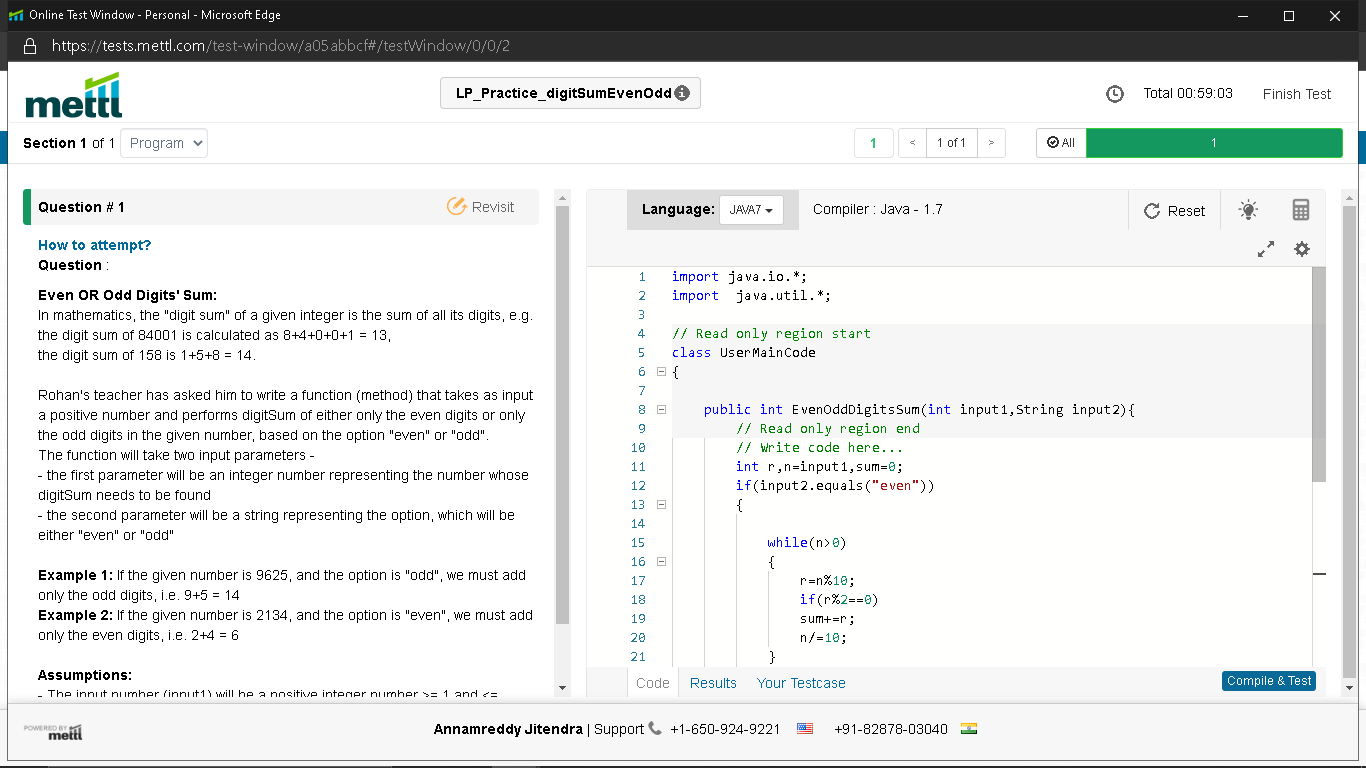 Online Test Window - Personal - Microsoft Edge
https://tests.mettl.com/test-window/a05abbcf#/testWindow/0/0/2
mettl
LP_Practice_digitSumEvenOdd
Total 00:59:03
Finish Test
Section 1 of 1
Program
1
< 1 of 1 >
All
1
Question # 1
Revisit
How to attempt?
Question :
Even OR Odd Digits' Sum:
In mathematics, the "digit sum" of a given integer is the sum of all its digits, e.g.
the digit sum of 84001 is calculated as 8+4+0+0+1 = 13,
the digit sum of 158 is 1+5+8 = 14.
Rohan's teacher has asked him to write a function (method) that takes as input
a positive number and performs digitSum of either only the even digits or only
the odd digits in the given number, based on the option "even" or "odd".
The function will take two input parameters -
- the first parameter will be an integer number representing the number whose
digitSum needs to be found
- the second parameter will be a string representing the option, which will be
either "even" or "odd"
Example 1: If the given number is 9625, and the option is "odd", we must add
only the odd digits, i.e. 9+5 = 14
Example 2: If the given number is 2134, and the option is "even", we must add
only the even digits, i.e. 2+4 = 6
Assumptions:
- The input number (input1) will be a positive integer number >= 1 and <=
Language: JAVA7
Compiler : Java - 1.7
Reset
1 import java.io.*;
2 import  java.util.*;
3
4 // Read only region start
5 class UserMainCode
6 {
7
8     public int EvenOddDigitsSum(int input1,String input2){
9         // Read only region end
10         // Write code here...
11         int r,n=input1,sum=0;
12         if(input2.equals("even"))
13         {
14
15             while(n>0)
16             {
17                 r=n%10;
18                 if(r%2==0)
19                 sum+=r;
20                 n/=10;
21             }
Code
Results
Your Testcase
Compile & Test
POWERED BY mettl
Annamreddy Jitendra | Support +1-650-924-9221
+91-82878-03040